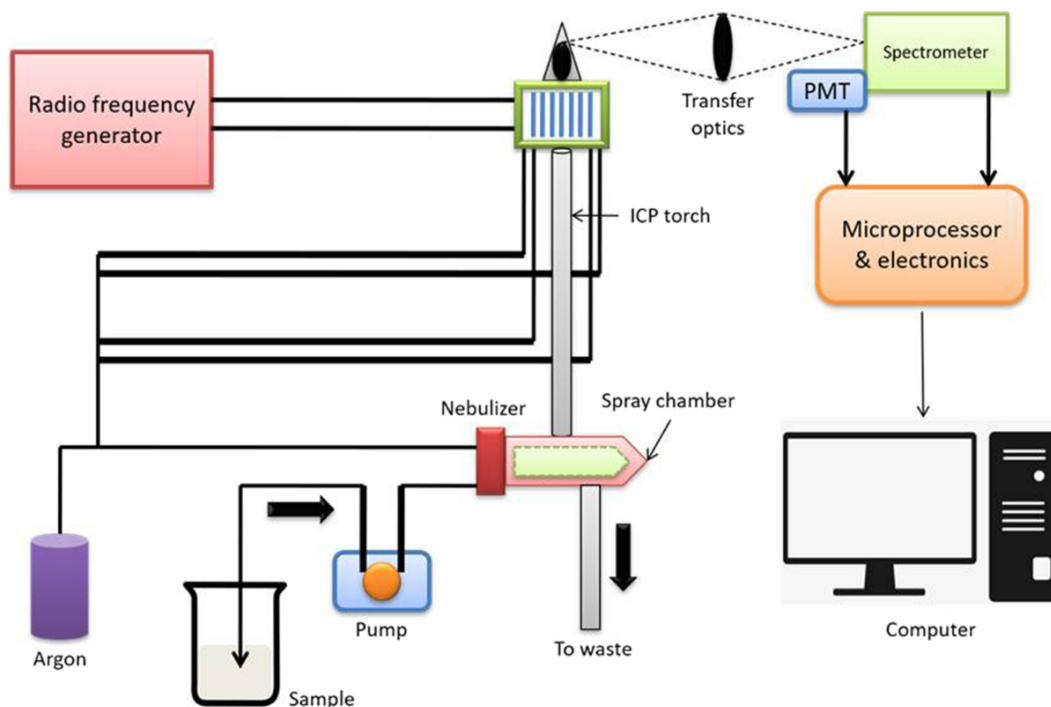 Radio frequency
generator
Transfer
optics
Spectrometer
PMT
ICP torch
Microprocessor
& electronics
Nebulizer
Spray chamber
Argon
Sample
Pump
To waste
Computer